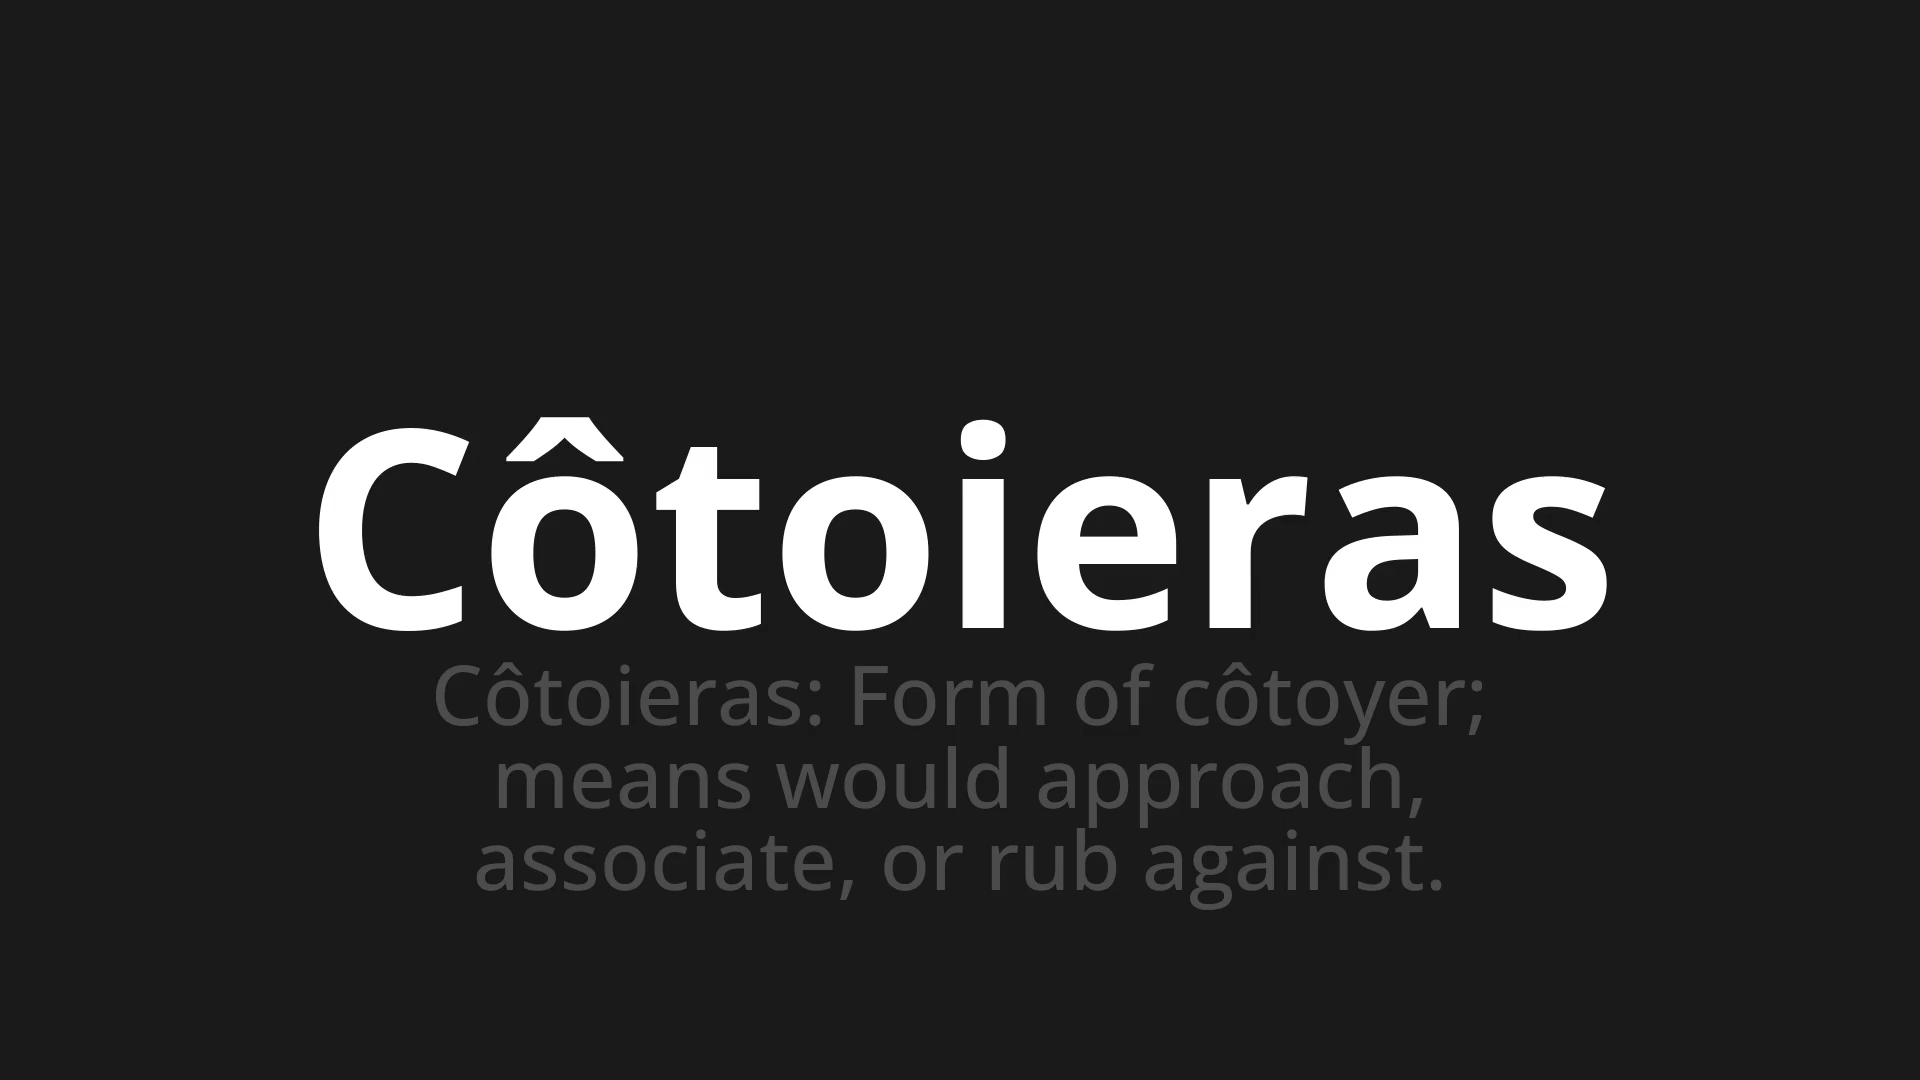 Côtoieras
Côtoieras: Form of côtoyer;
means would approach,
associate, or rub against.